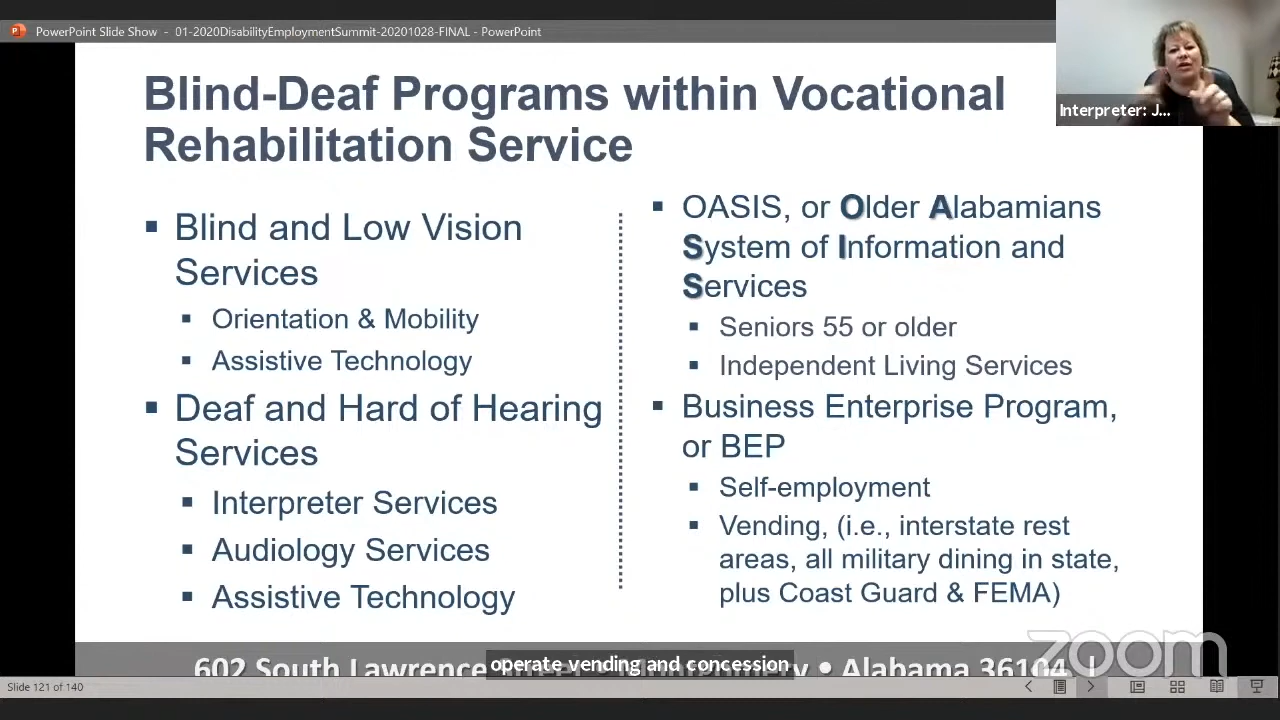 PowerPoint Slide Show - 01-2020DisabilityEmploymentSummit-20201028-FINAL - PowerPoint
Interpreter: J...
Blind-Deaf Programs within Vocational
Rehabilitation Service
▪ Blind and Low Vision
Services
▪ Orientation & Mobility
▪ Assistive Technology
▪ Deaf and Hard of Hearing
Services
▪ Interpreter Services
▪ Audiology Services
▪ Assistive Technology
▪ OASIS, or Older Alabamians
System of Information and
Services
▪ Seniors 55 or older
▪ Independent Living Services
▪ Business Enterprise Program,
or BEP
▪ Self-employment
▪ Vending, (i.e., interstate rest
areas, all military dining in state,
plus Coast Guard & FEMA)
602 South Lawrence • Alabama 36104 |
operate vending and concession
zoom
Slide 121 of 140